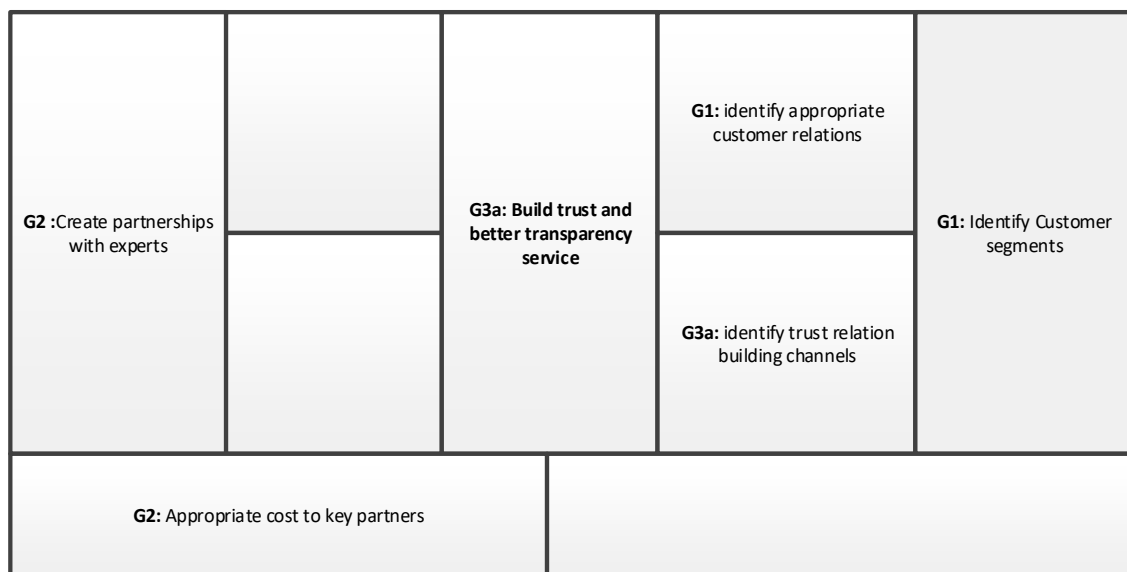 G2 :Create partnerships
with experts
G3a: Build trust and
better transparency
service
G1: identify appropriate
customer relations
G3a: identify trust relation
building channels
G1: Identify Customer
segments
G2: Appropriate cost to key partners